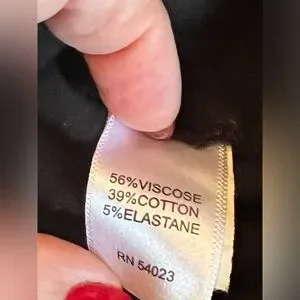 56%VISCOSE
39%COTTON
5%ELASTANE
RN 54023